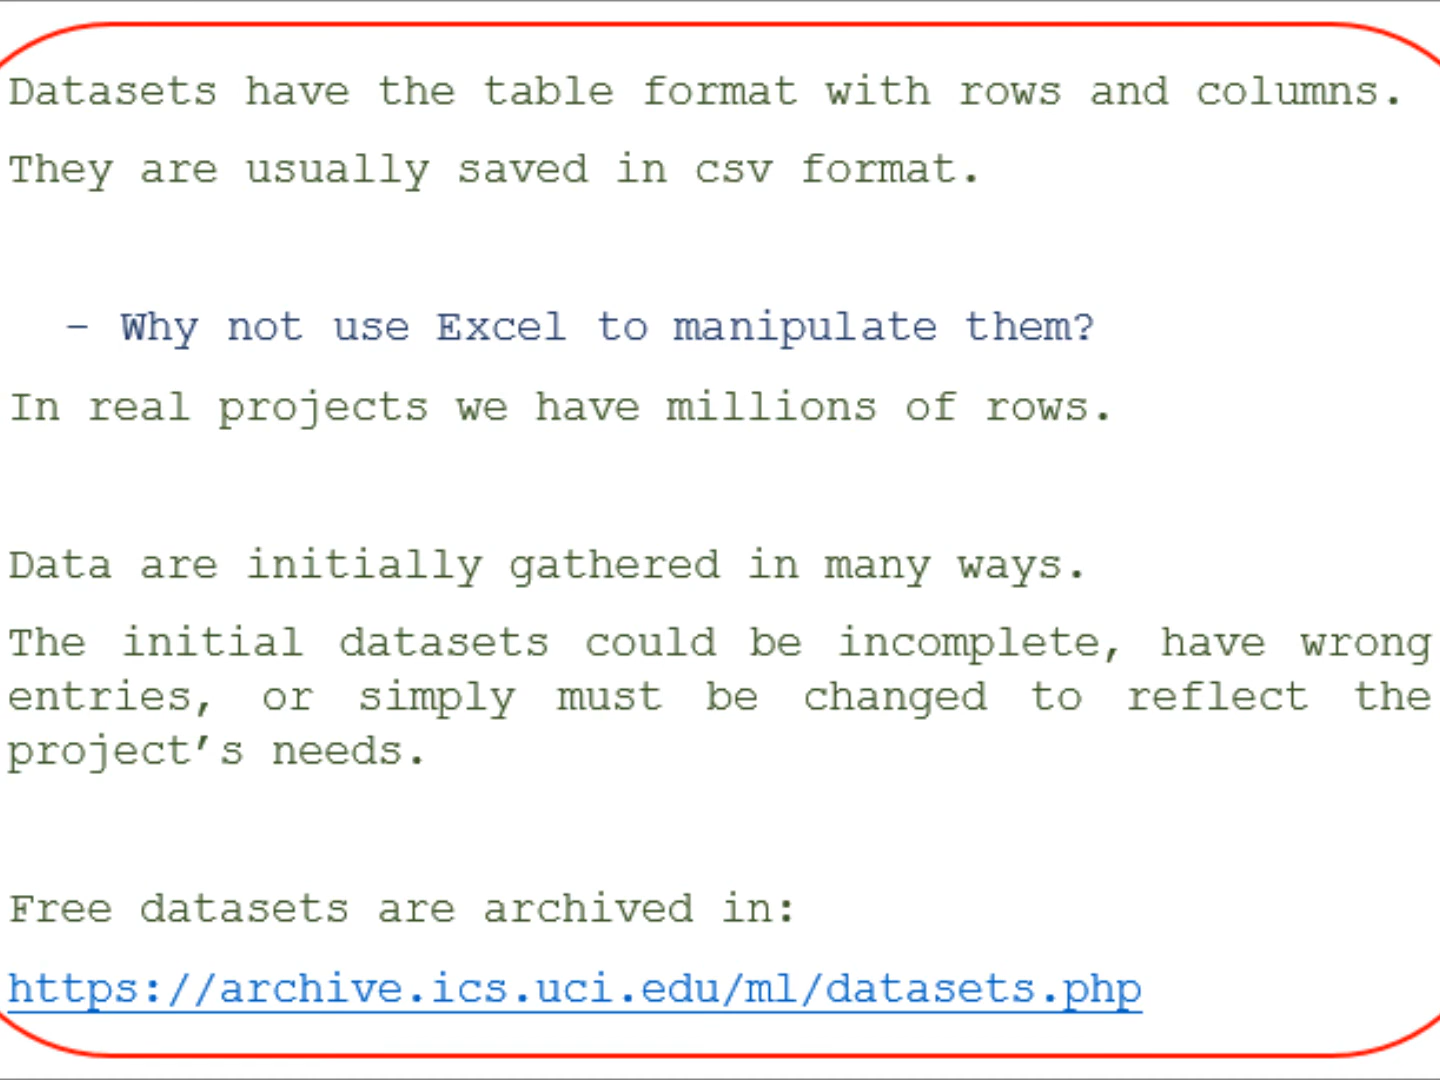 Datasets have the table format with rows and columns.
They are usually saved in csv format.
- Why not use Excel to manipulate them?
In real projects we have millions of rows.
Data are initially gathered in many ways.
The initial datasets could be incomplete, have wrong
entries, or simply must be changed to reflect the
project’s needs.
Free datasets are archived in:
https://archive.ics.uci.edu/ml/datasets.php